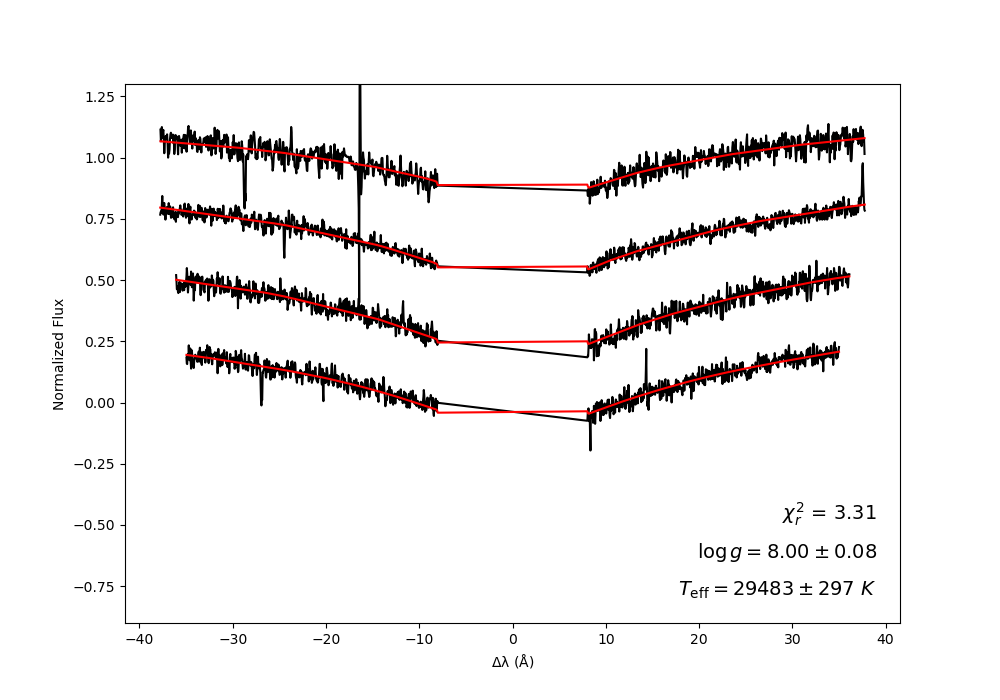 Normalized Flux
1.25
1.00
0.75
0.50
0.25
0.00
−0.25
−0.50
−0.75
χ²ᵣ = 3.31
log g = 8.00 ± 0.08
T_eff = 29483 ± 297 K
−40 −30 −20 −10 0 10 20 30 40
Δλ (Å)